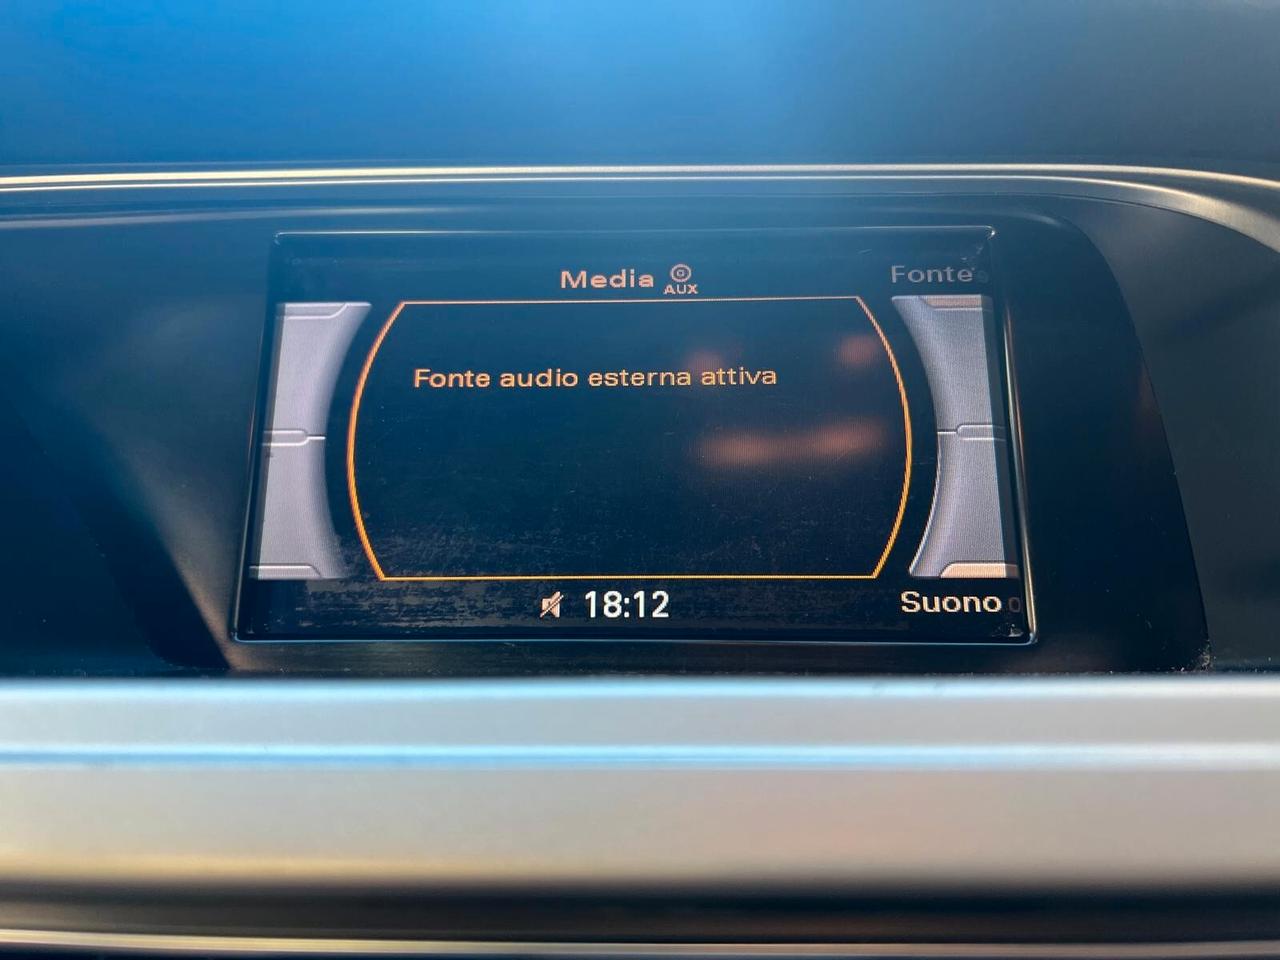 Media AUX
Fonte
Fonte audio esterna attiva
18:12
Suono